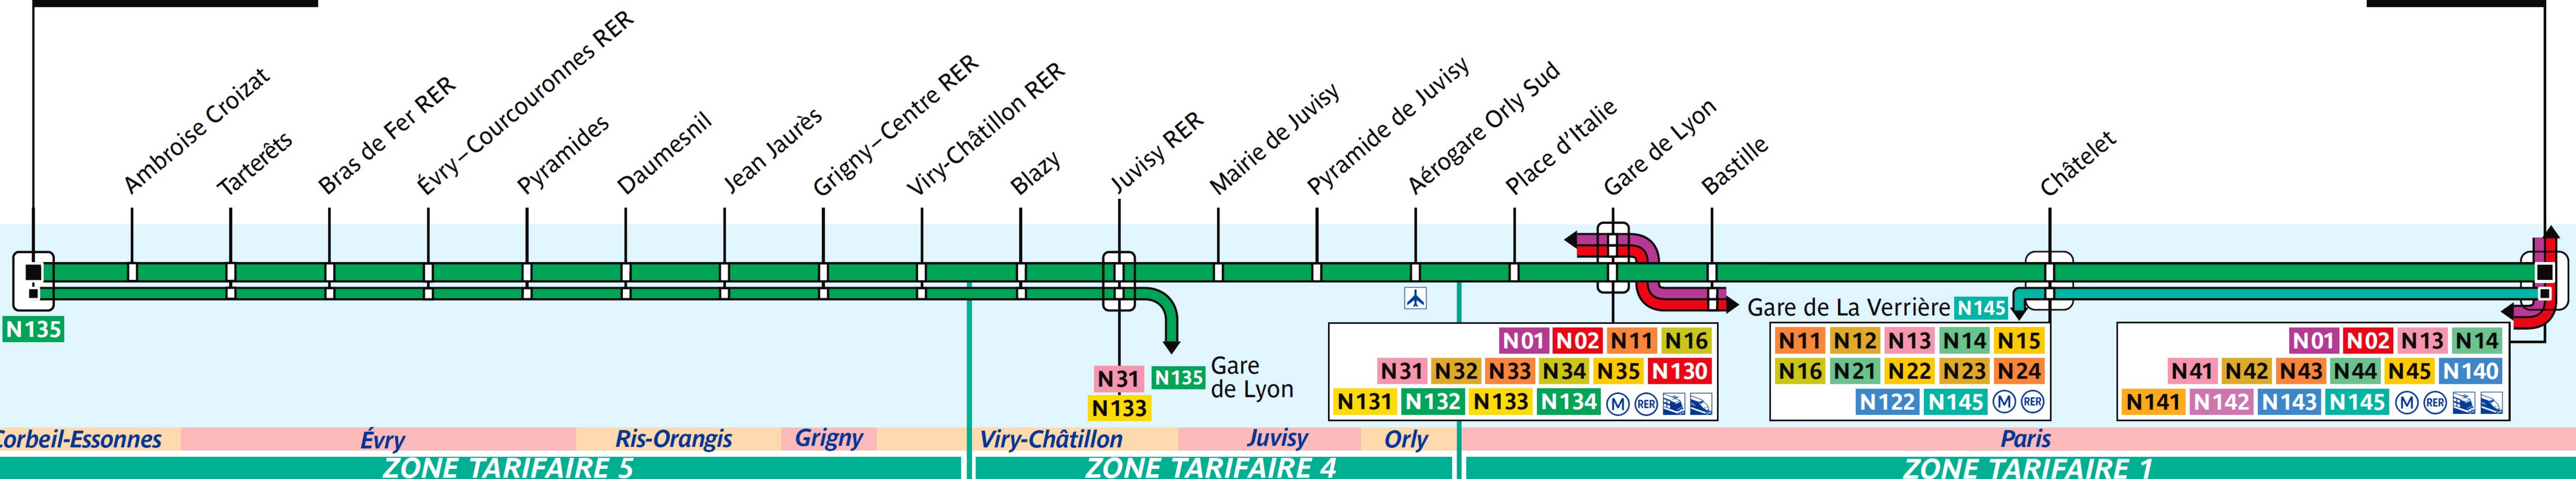 Ambroise Croizat
Tarterêts
Bras de Fer RER
Évry–Courcouronnes RER
Pyramides
Daumesnil
Jean Jaurès
Grigny–Centre RER
Viry-Châtillon RER
Blazy
Juvisy RER
Mairie de Juvisy
Pyramide de Juvisy
Aérogare Orly Sud
Place d'Italie
Gare de Lyon
Bastille
Châtelet
N135
N31
N133
N135
Gare
de Lyon
N01 N02 N11 N16
N31 N32 N33 N34 N35 N130
N131 N132 N133 N134 M RER
Gare de La Verrière N145
N11 N12 N13 N14 N15
N16 N21 N22 N23 N24
N122 N145 M RER
N01 N02 N13 N14
N41 N42 N43 N44 N45 N140
N141 N142 N143 N145 M RER
Corbeil-Essonnes Évry Ris-Orangis Grigny Viry-Châtillon Juvisy Orly Paris
ZONE TARIFAIRE 5 ZONE TARIFAIRE 4 ZONE TARIFAIRE 1